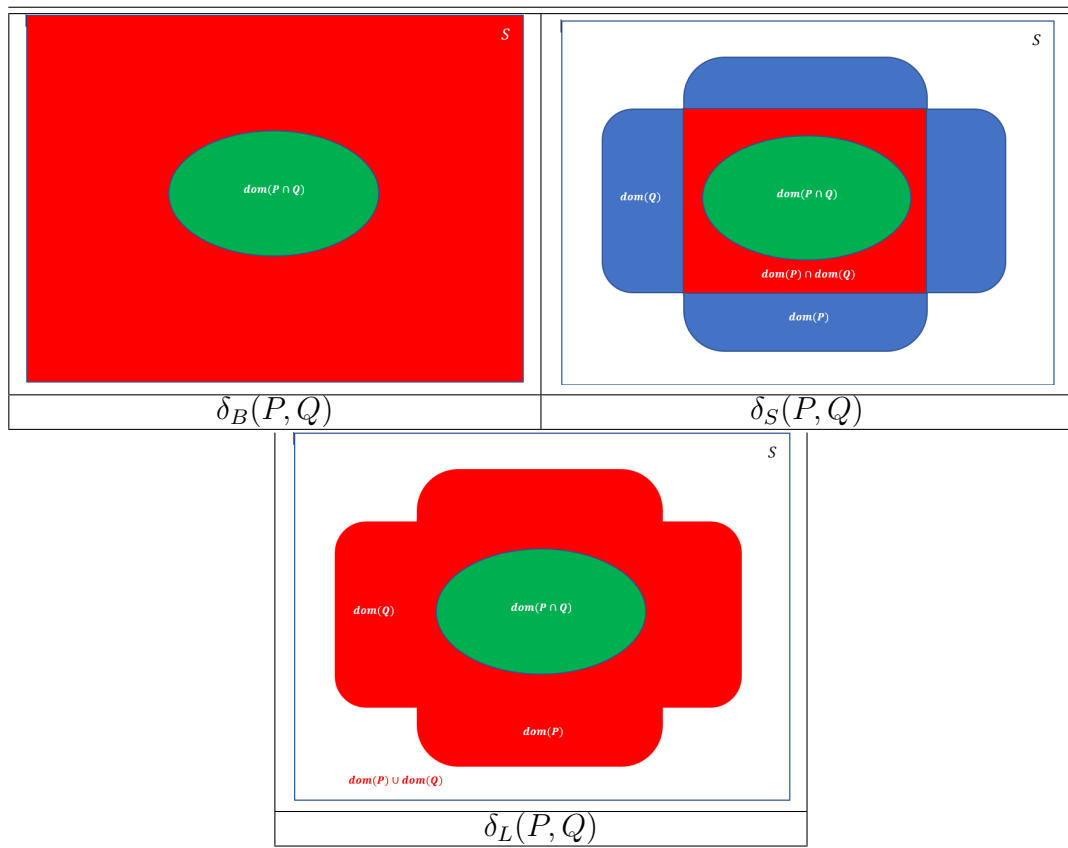 S
dom(P ∩ Q)
δ_B(P, Q)
S
dom(Q)
dom(P ∩ Q)
dom(P) ∩ dom(Q)
dom(P)
δ_S(P, Q)
S
dom(Q)
dom(P ∩ Q)
dom(P)
dom(P) ∪ dom(Q)
δ_L(P, Q)